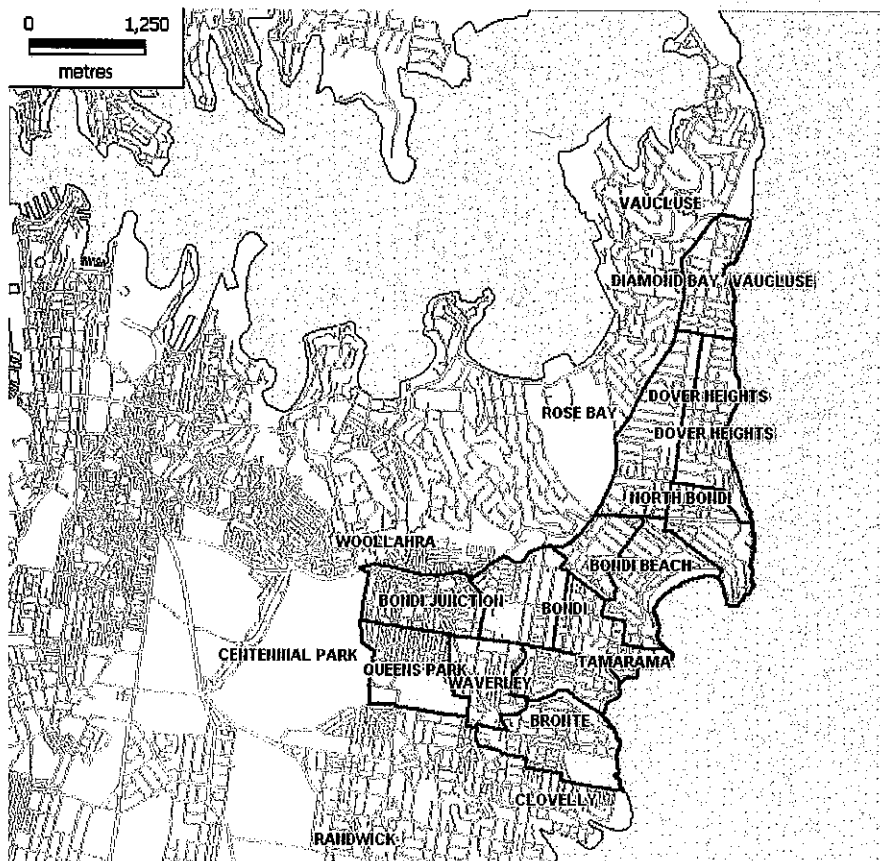 0 1,250
metres
VAUCLUSE
DIAMOND BAY / VAUCLUSE
DOVER HEIGHTS
ROSE BAY
DOVER HEIGHTS
NORTH BONDI
WOOLLAHRA
BONDI BEACH
BONDI JUNCTION
BONDI
CENTENNIAL PARK
QUEENS PARK
WAVERLEY
TAMARAMA
BRONTE
CLOVELLY
RANDWICK